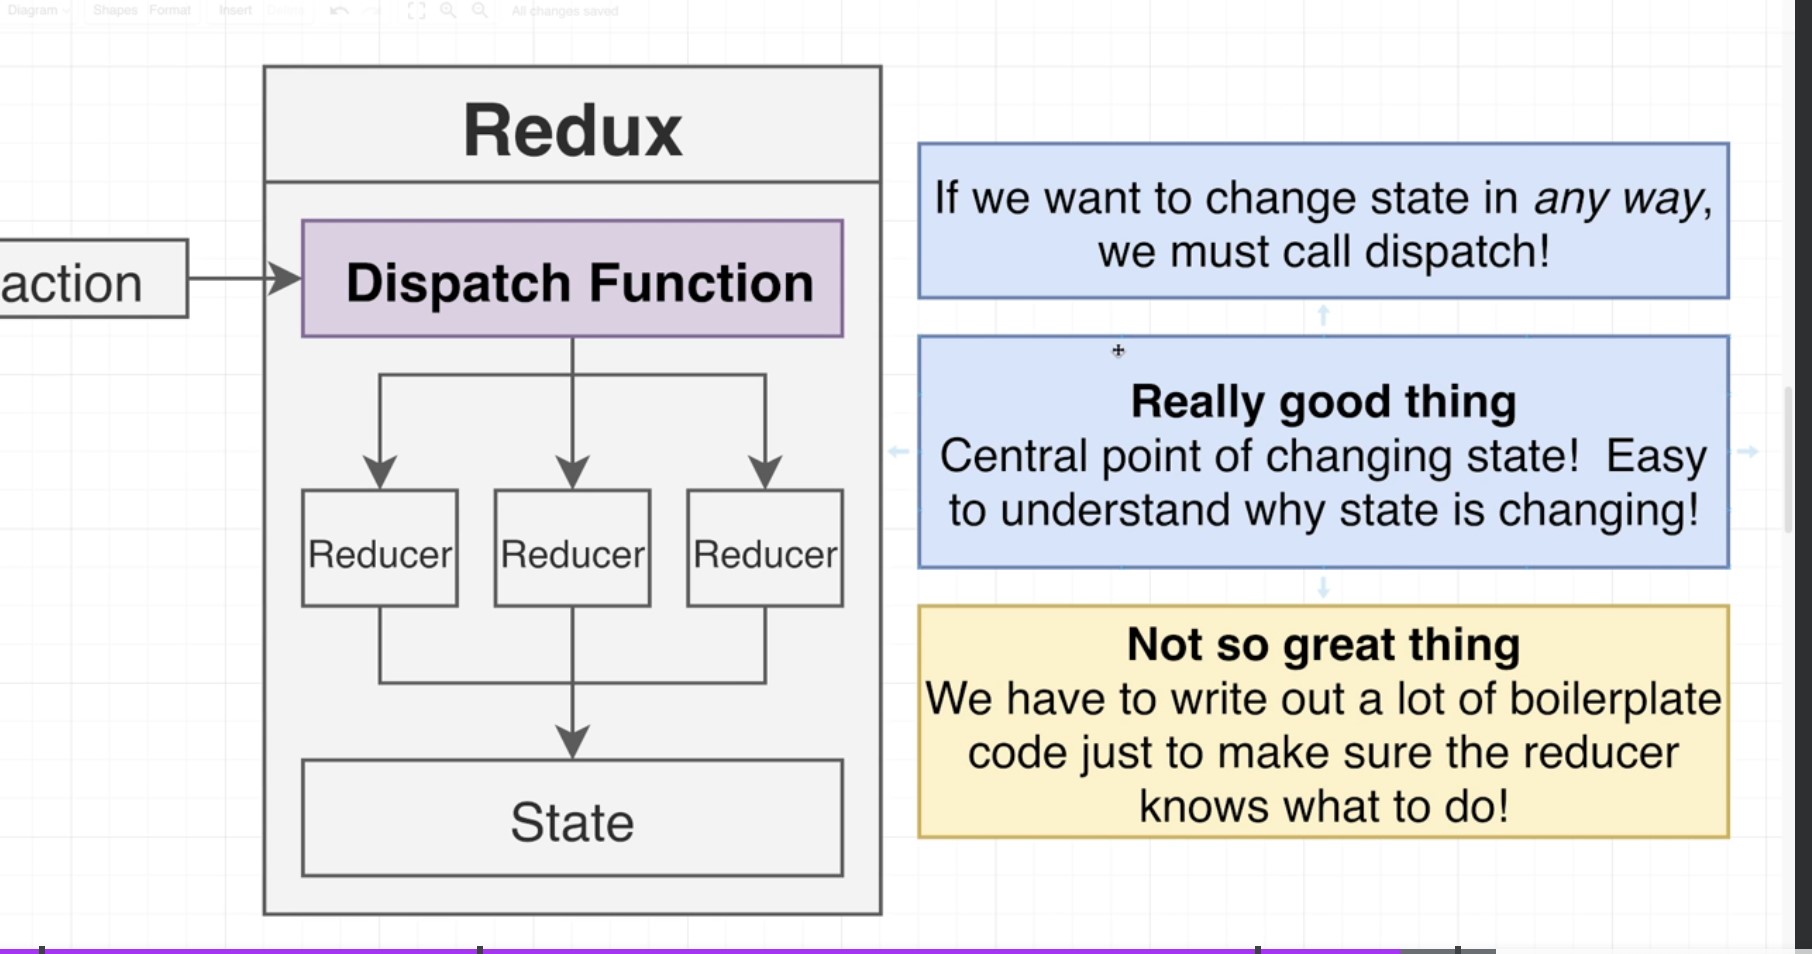 Diagram Shapes Format Insert Delete All changes saved
Redux
action
Dispatch Function
Reducer Reducer Reducer
State
If we want to change state in any way,
we must call dispatch!
Really good thing
Central point of changing state! Easy
to understand why state is changing!
Not so great thing
We have to write out a lot of boilerplate
code just to make sure the reducer
knows what to do!